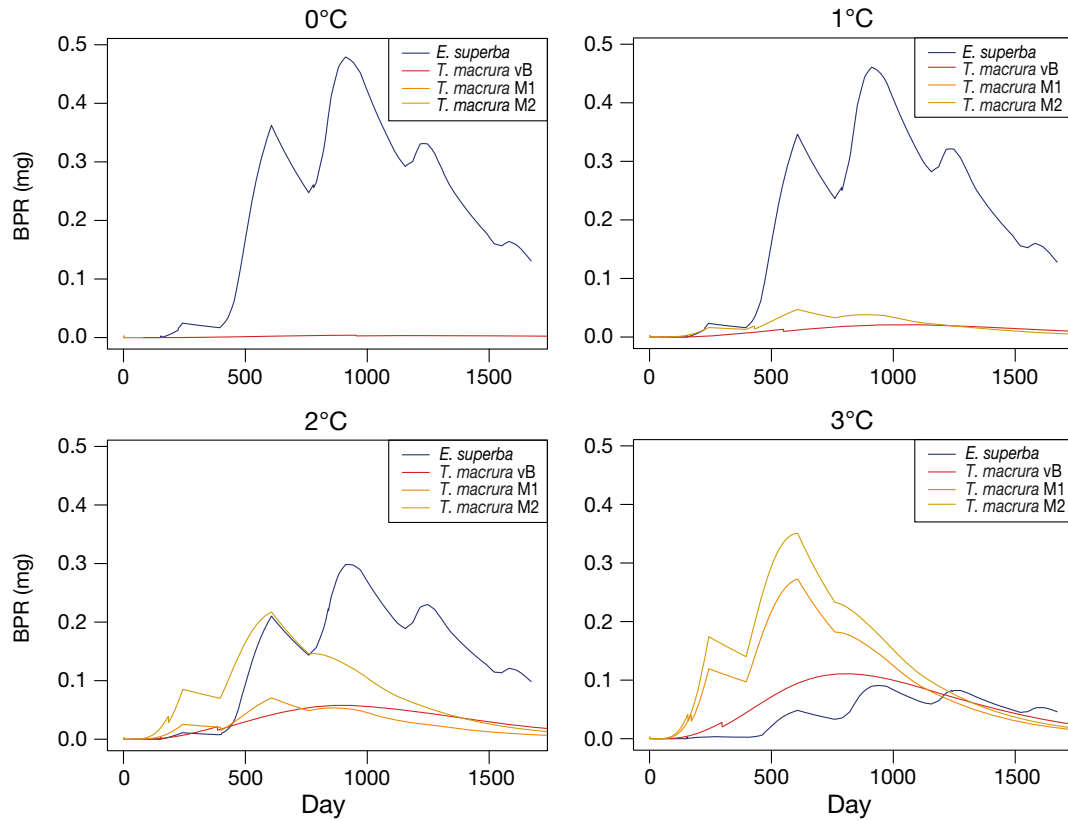 0°C
0.5
0.4
0.3
0.2
0.1
0.0
BPR (mg)
E. superba
T. macrura vB
T. macrura M1
T. macrura M2
0 500 1000 1500
1°C
0.5
0.4
0.3
0.2
0.1
0.0
E. superba
T. macrura vB
T. macrura M1
T. macrura M2
0 500 1000 1500
2°C
0.5
0.4
0.3
0.2
0.1
0.0
BPR (mg)
E. superba
T. macrura vB
T. macrura M1
T. macrura M2
0 500 1000 1500
Day
3°C
0.5
0.4
0.3
0.2
0.1
0.0
E. superba
T. macrura vB
T. macrura M1
T. macrura M2
0 500 1000 1500
Day